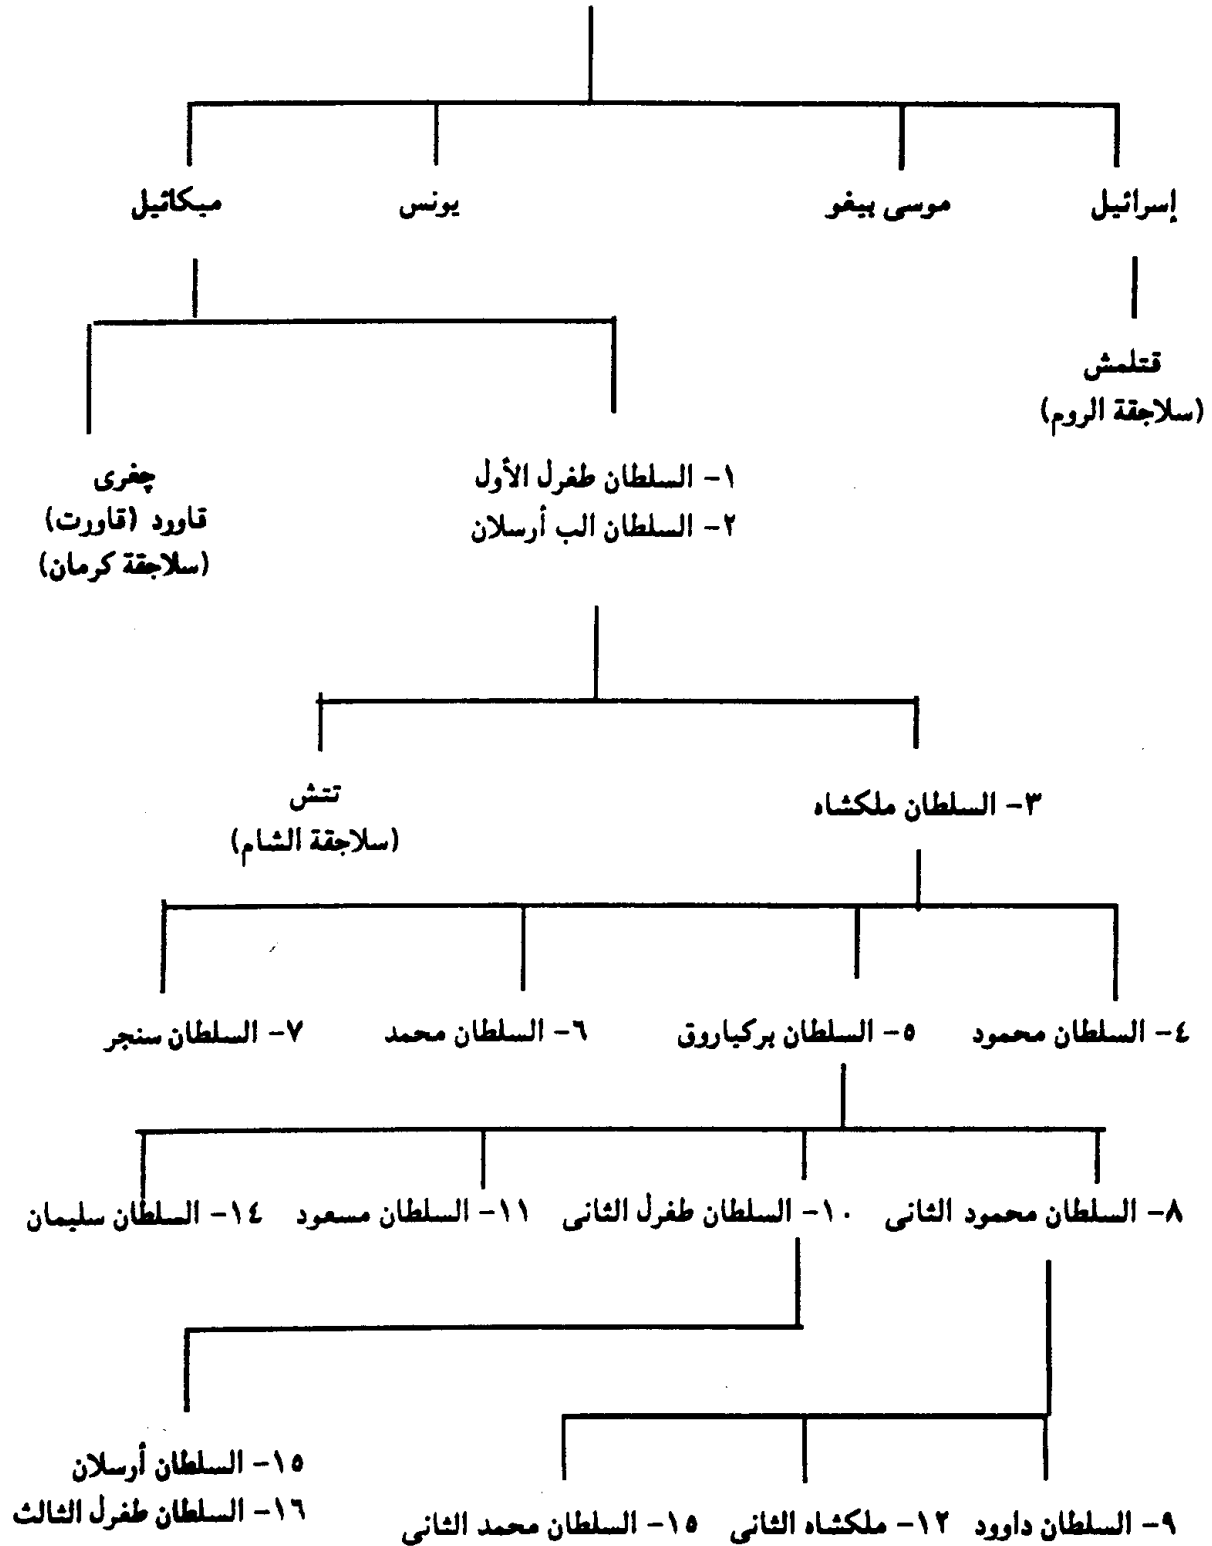 إسرائيل
موسى بيغو
يونس
ميكائيل
قتلمش
(سلاجقة الروم)
١- السلطان طغرل الأول
٢- السلطان الب أرسلان
چغرى
قاورد (قاورت)
(سلاجقة كرمان)
٣- السلطان ملكشاه
تتش
(سلاجقة الشام)
٤- السلطان محمود
٥- السلطان بركياروق
٦- السلطان محمد
٧- السلطان سنجر
٨- السلطان محمود الثانى
١٠- السلطان طغرل الثانى
١١- السلطان مسعود
١٤- السلطان سليمان
١٥- السلطان أرسلان
١٦- السلطان طغرل الثالث
٩- السلطان داوود
١٢- ملكشاه الثانى
١٥- السلطان محمد الثانى